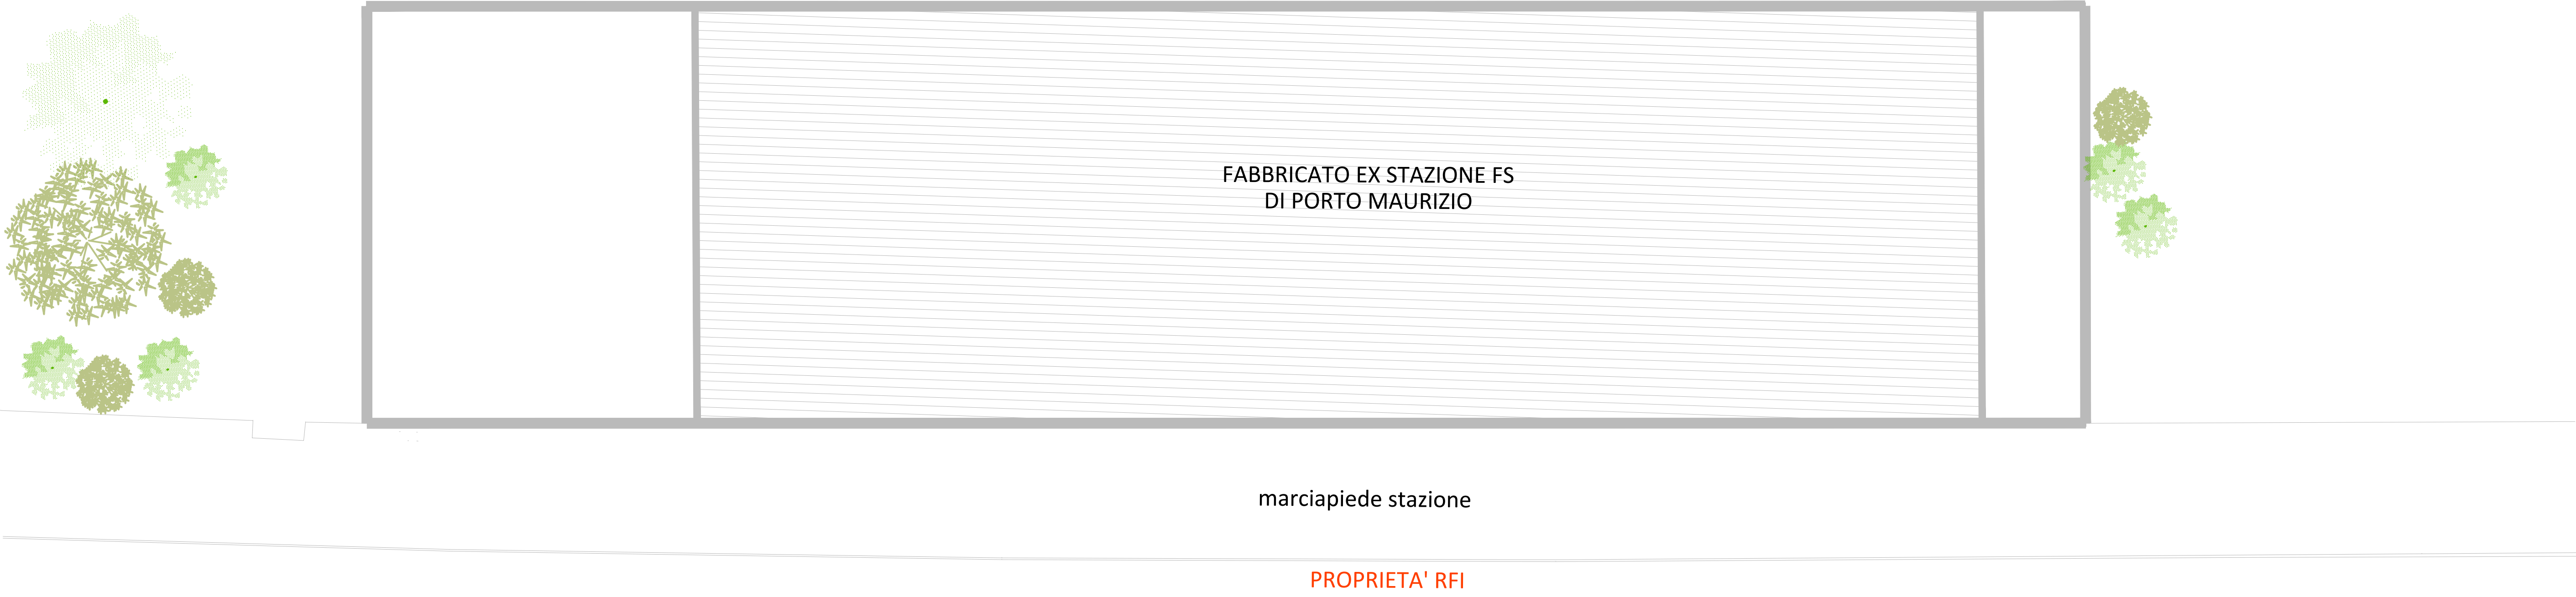 FABBRICATO EX STAZIONE FS
DI PORTO MAURIZIO
marciapiede stazione
PROPRIETA' RFI